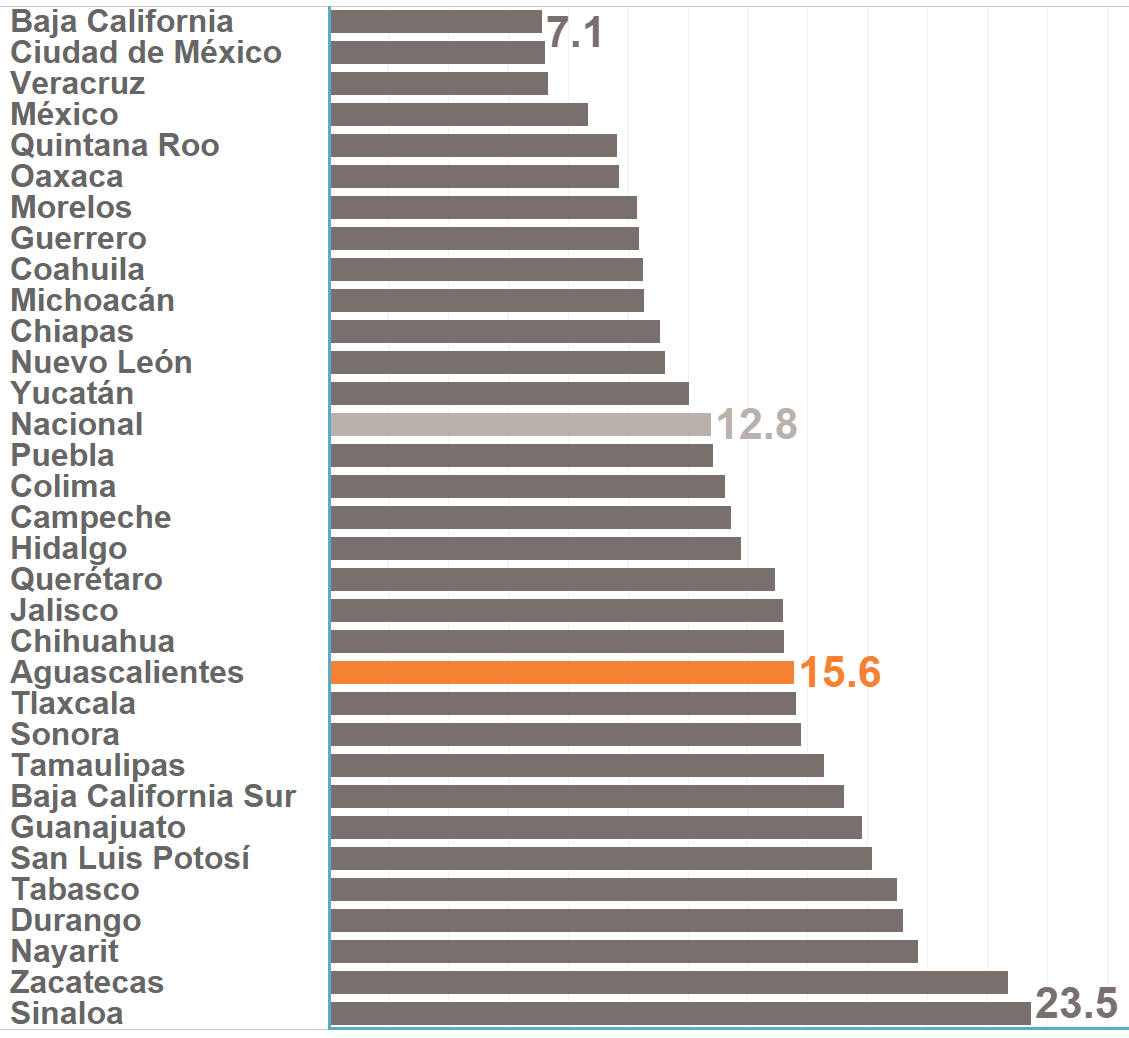 Baja California 7.1
Ciudad de México
Veracruz
México
Quintana Roo
Oaxaca
Morelos
Guerrero
Coahuila
Michoacán
Chiapas
Nuevo León
Yucatán
Nacional 12.8
Puebla
Colima
Campeche
Hidalgo
Querétaro
Jalisco
Chihuahua
Aguascalientes 15.6
Tlaxcala
Sonora
Tamaulipas
Baja California Sur
Guanajuato
San Luis Potosí
Tabasco
Durango
Nayarit
Zacatecas
Sinaloa 23.5